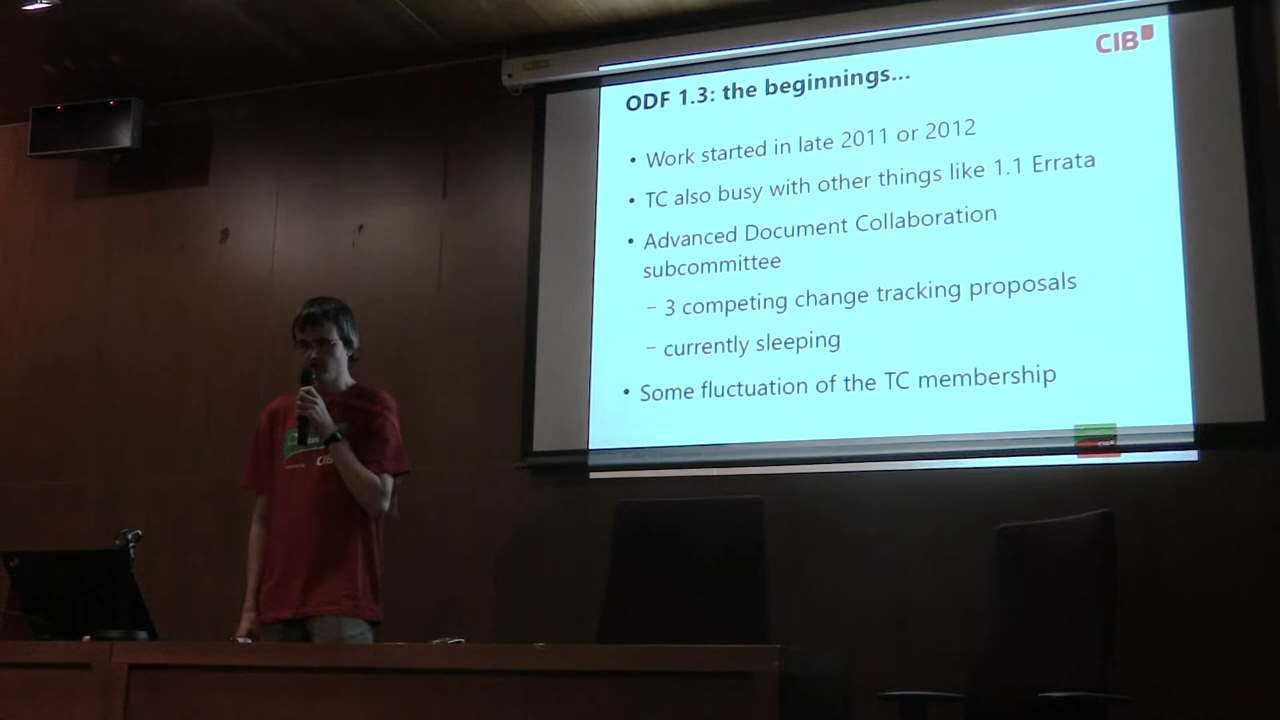 CIB
ODF 1.3: the beginnings...
• Work started in late 2011 or 2012
• TC also busy with other things like 1.1 Errata
• Advanced Document Collaboration
subcommittee
– 3 competing change tracking proposals
– currently sleeping
• Some fluctuation of the TC membership
CIB